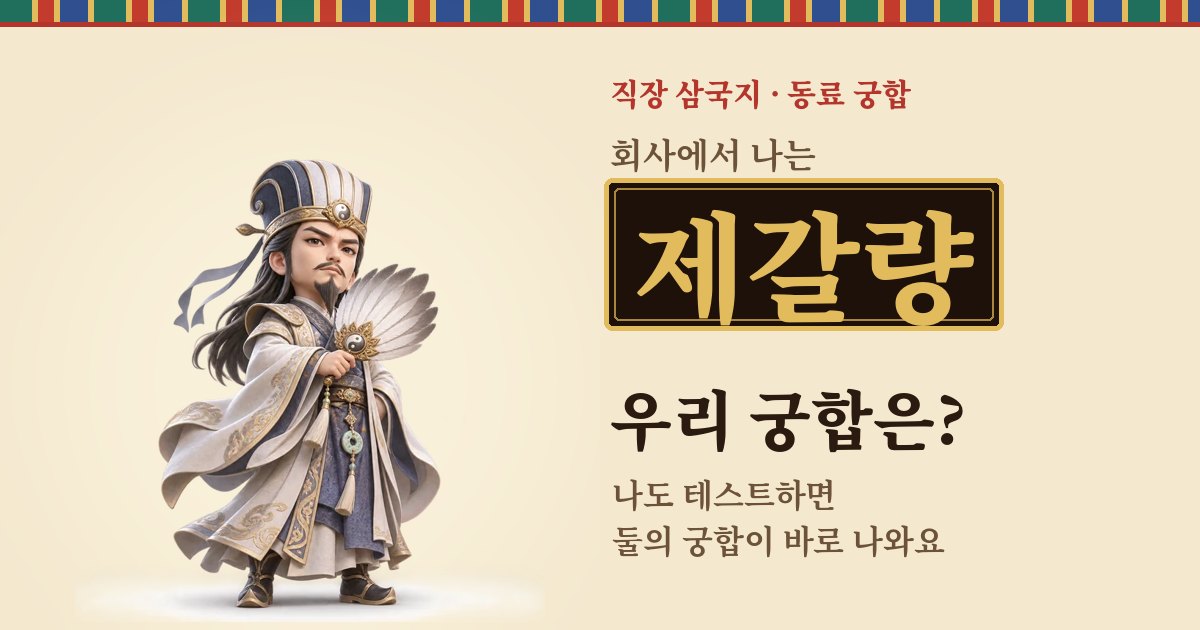 직장 삼국지 · 동료 궁합
회사에서 나는
제갈량
우리 궁합은?
나도 테스트하면
둘의 궁합이 바로 나와요